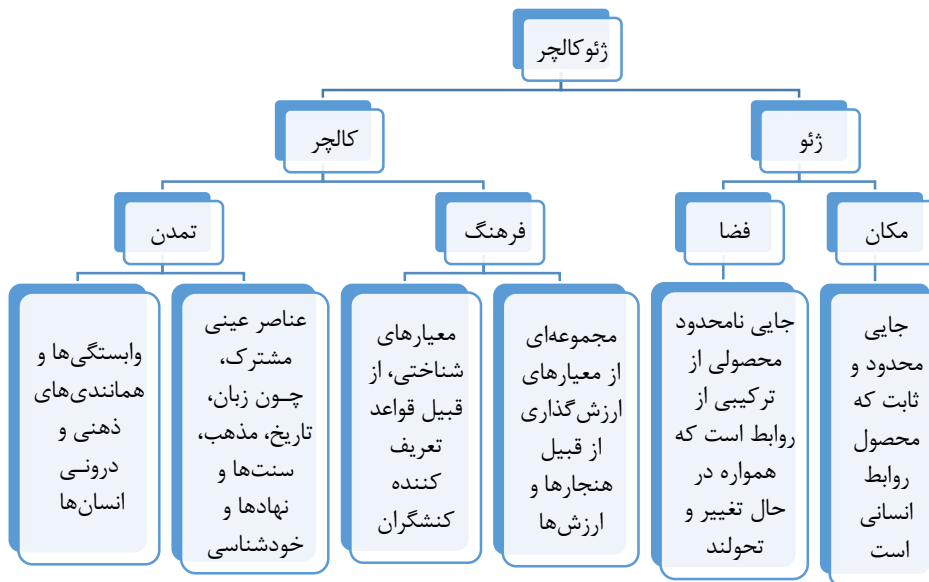 ژئوکالچر
ژئو
کالچر
مکان
فضا
فرهنگ
تمدن
جایی
محدود و
ثابت که
محصول
روابط
انسانی
است
جایی نامحدود
محصولی از
ترکیبی از
روابط است که
همواره در
حال تغییر و
تحولند
مجموعه‌ای
از معیارهای
ارزش‌گذاری
از قبیل
هنجارها و
ارزش‌ها
معیارهای
شناختی، از
قبیل قواعد
تعریف
کننده
کنشگران
عناصر عینی
مشترک،
چـون زبان،
تاریخ، مذهب،
سنت‌ها و
نهادها و
خودشناسی
وابستگی‌ها و
همانندی‌های
ذهنی و
درونـی
انسان‌ها